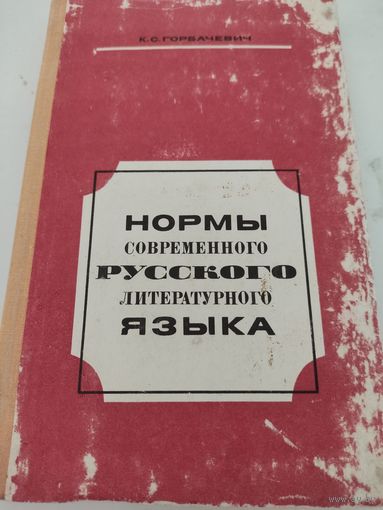 К.С.ГОРБАЧЕВИЧ
НОРМЫ
СОВРЕМЕННОГО
РУССКОГО
ЛИТЕРАТУРНОГО
ЯЗЫКА